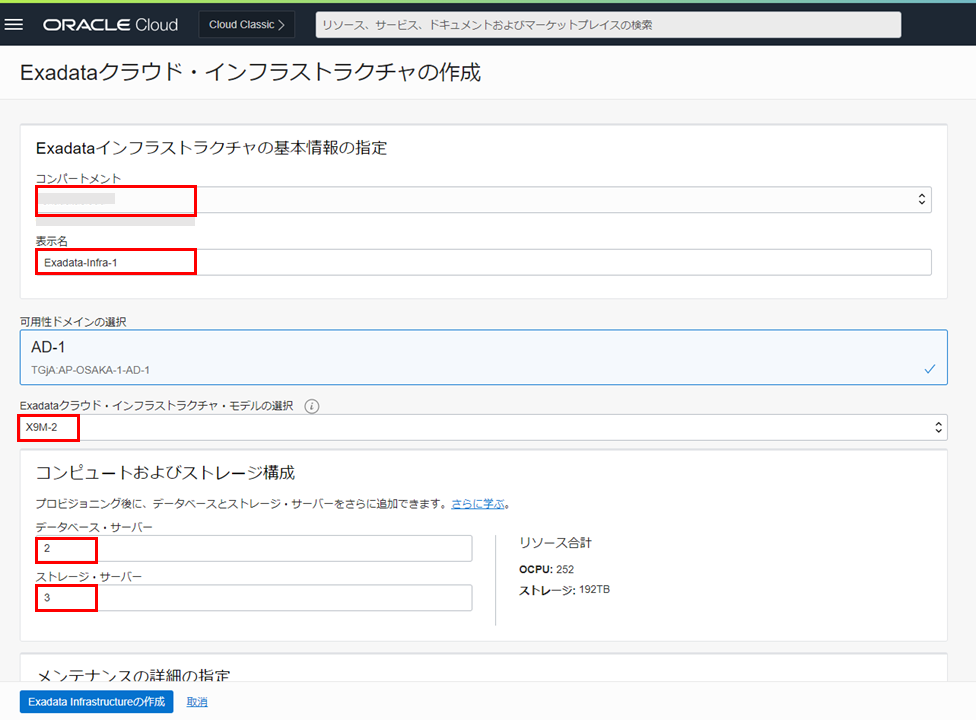 ORACLE Cloud
Cloud Classic
リソース、サービス、ドキュメントおよびマーケットプレイスの検索
Exadataクラウド・インフラストラクチャの作成
Exadataインフラストラクチャの基本情報の指定
コンパートメント
表示名
Exadata-Infra-1
可用性ドメインの選択
AD-1
TGjA:AP-OSAKA-1-AD-1
Exadataクラウド・インフラストラクチャ・モデルの選択
X9M-2
コンピュートおよびストレージ構成
プロビジョニング後に、データベースとストレージ・サーバーをさらに追加できます。さらに学ぶ。
データベース・サーバー
2
ストレージ・サーバー
3
リソース合計
OCPU: 252
ストレージ: 192TB
メンテナンスの詳細の指定
Exadata Infrastructureの作成 取消